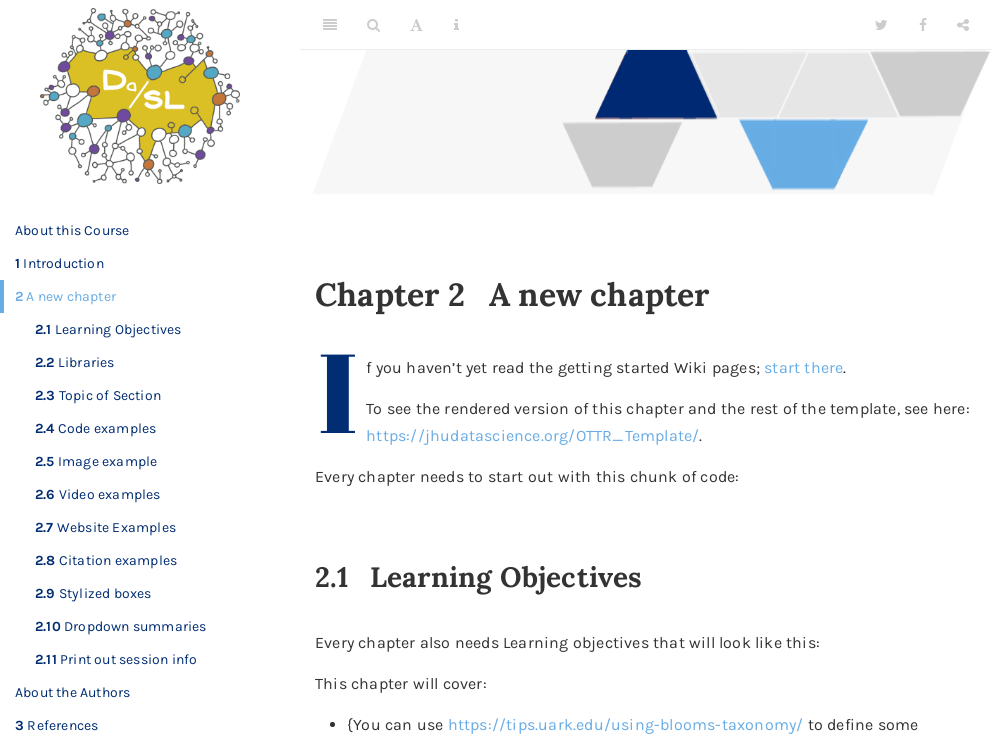 Da/SL
About this Course
1 Introduction
2 A new chapter
2.1 Learning Objectives
2.2 Libraries
2.3 Topic of Section
2.4 Code examples
2.5 Image example
2.6 Video examples
2.7 Website Examples
2.8 Citation examples
2.9 Stylized boxes
2.10 Dropdown summaries
2.11 Print out session info
About the Authors
3 References
Chapter 2 A new chapter
If you haven’t yet read the getting started Wiki pages; start there.
To see the rendered version of this chapter and the rest of the template, see here:
https://jhudatascience.org/OTTR_Template/.
Every chapter needs to start out with this chunk of code:
2.1 Learning Objectives
Every chapter also needs Learning objectives that will look like this:
This chapter will cover:
• {You can use https://tips.uark.edu/using-blooms-taxonomy/ to define some